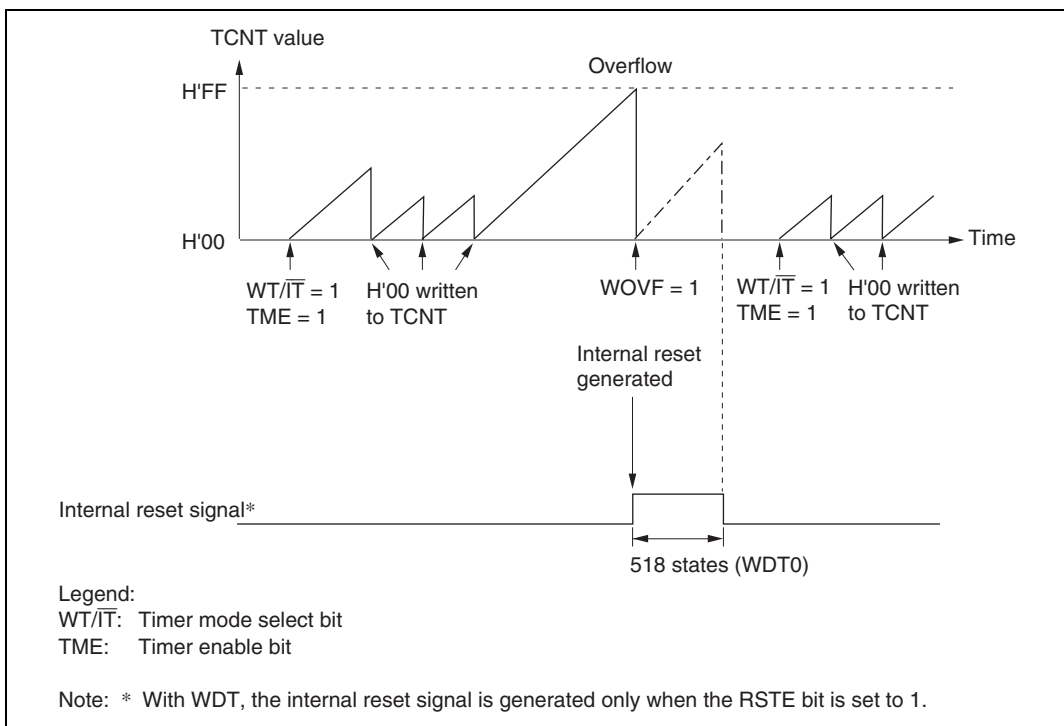 TCNT value
Overflow
H'FF
H'00
Time
WT/I̅T̅ = 1
TME = 1
H'00 written
to TCNT
WOVF = 1
WT/I̅T̅ = 1
TME = 1
H'00 written
to TCNT
Internal reset
generated
Internal reset signal*
518 states (WDT0)
Legend:
WT/I̅T̅: Timer mode select bit
TME: Timer enable bit
Note: * With WDT, the internal reset signal is generated only when the RSTE bit is set to 1.